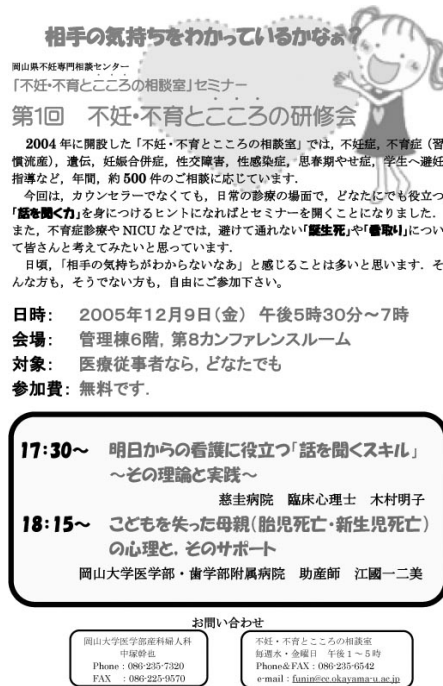 相手の気持ちをわかっているかなぁ?
岡山県不妊専門相談センター
「不妊・不育とこころの相談室」セミナー
第1回 不妊・不育とこころの研修会
2004年に開設した「不妊・不育とこころの相談室」では,不妊症,不育症(習
慣流産),遺伝,妊娠合併症,性交障害,性感染症,思春期やせ症,学生へ避妊
指導など,年間,約500件のご相談に応じています.
今回は,カウンセラーでなくても,日常の診療の場面で,どなたにでも役立つ
「話を聞く力」を身につけるヒントになればとセミナーを開くことになりました.
また,不育症診療やNICUなどでは,避けて通れない「誕生死」や「看取り」につい
て皆さんと考えてみたいと思っています.
日頃,「相手の気持ちがわからないなあ」と感じることは多いと思います.そ
んな方も,そうでない方も,自由にご参加下さい.
日時: 2005年12月9日(金) 午後5時30分～7時
会場: 管理棟6階,第8カンファレンスルーム
対象: 医療従事者なら,どなたでも
参加費: 無料です.
17:30～ 明日からの看護に役立つ「話を聞くスキル」
～その理論と実践～
慈圭病院 臨床心理士 木村明子
18:15～ こどもを失った母親(胎児死亡・新生児死亡)
の心理と,そのサポート
岡山大学医学部・歯学部附属病院 助産師 江國一二美
お問い合わせ
岡山大学医学部産科婦人科
中塚幹也
Phone:086-235-7320
FAX :086-225-9570
不妊・不育とこころの相談室
毎週水・金曜日 午後1～5時
Phone&FAX:086-235-6542
e-mail:funin@cc.okayama-u.ac.jp